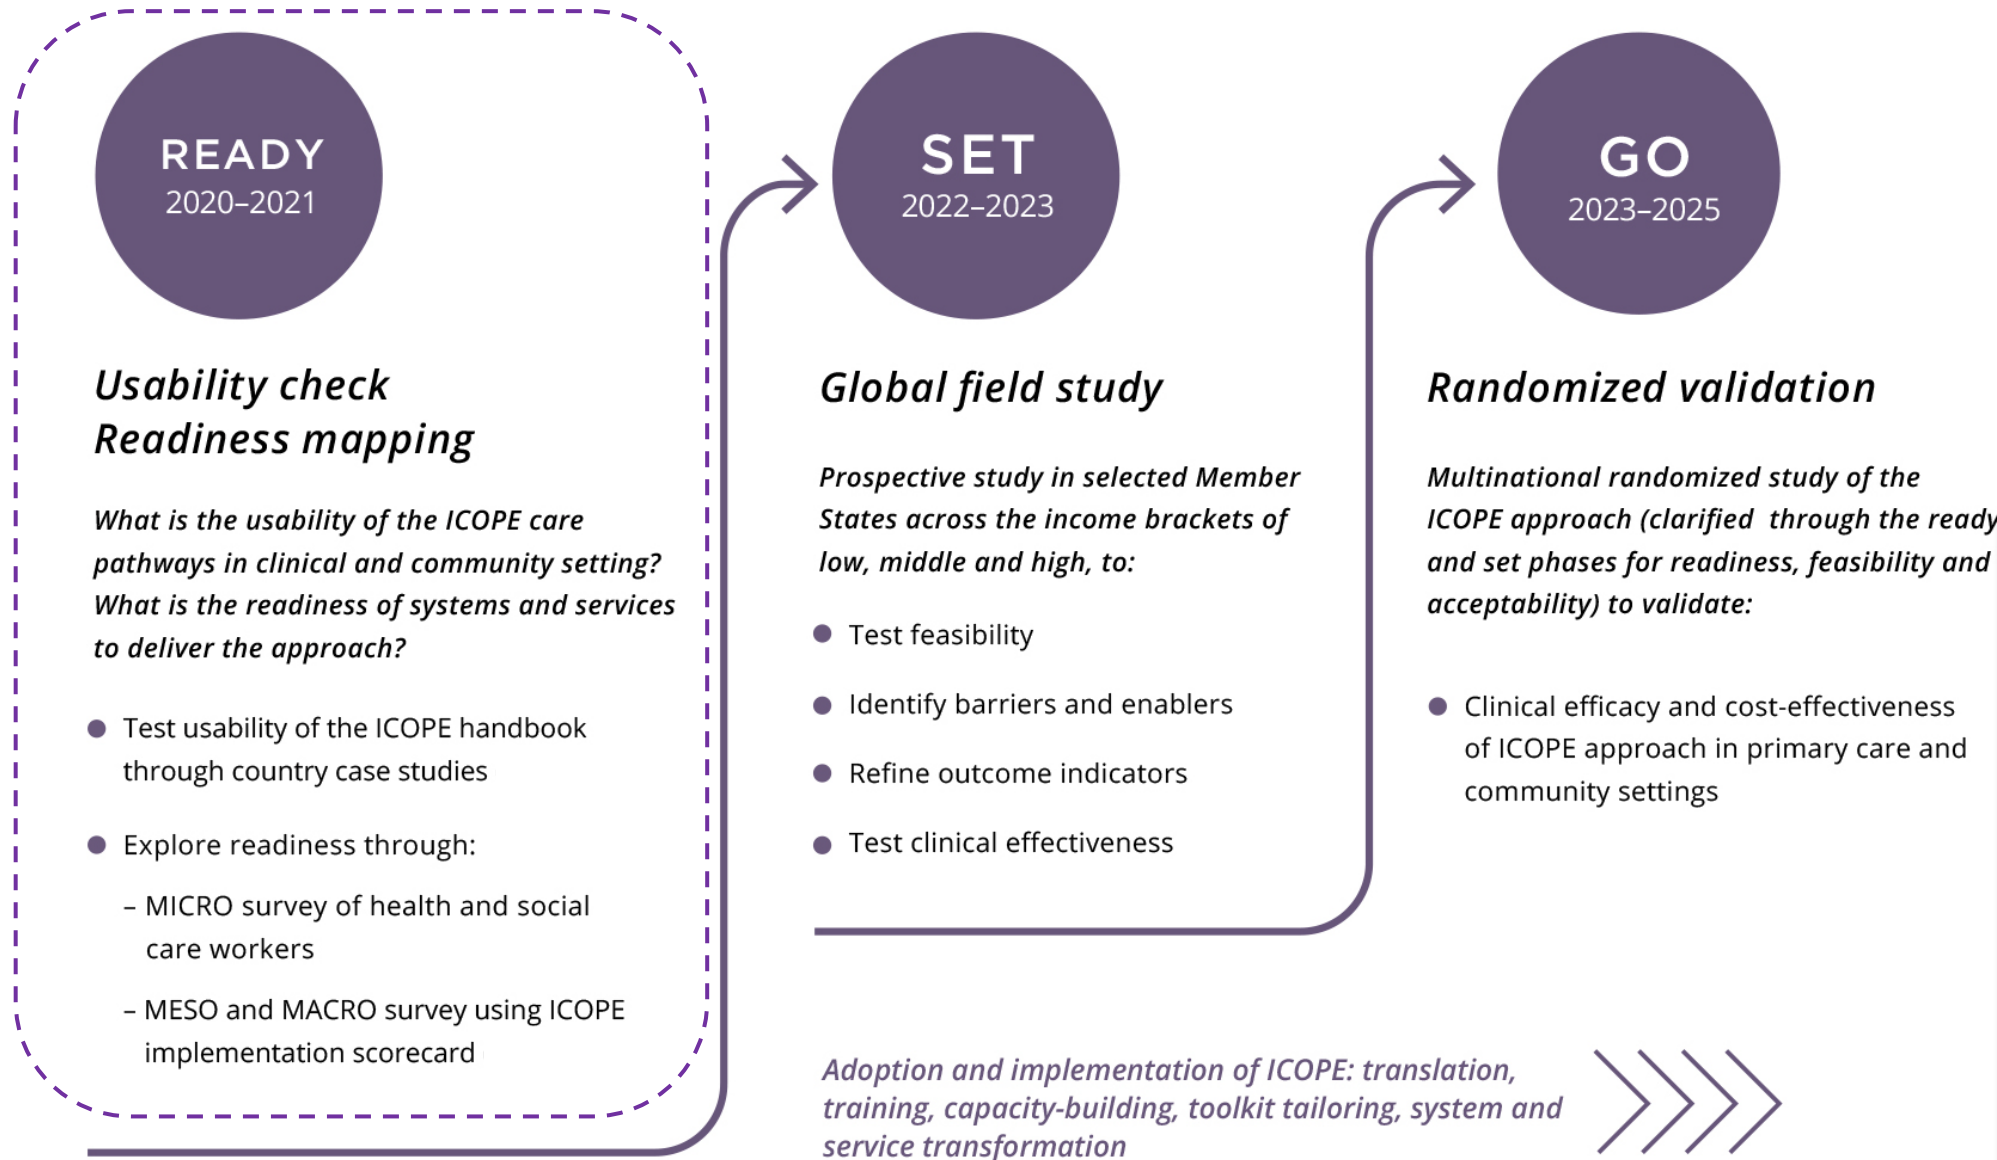 READY
2020–2021
Usability check
Readiness mapping
What is the usability of the ICOPE care
pathways in clinical and community setting?
What is the readiness of systems and services
to deliver the approach?
Test usability of the ICOPE handbook
through country case studies
Explore readiness through:
– MICRO survey of health and social
care workers
– MESO and MACRO survey using ICOPE
implementation scorecard
SET
2022–2023
Global field study
Prospective study in selected Member
States across the income brackets of
low, middle and high, to:
Test feasibility
Identify barriers and enablers
Refine outcome indicators
Test clinical effectiveness
GO
2023–2025
Randomized validation
Multinational randomized study of the
ICOPE approach (clarified through the ready
and set phases for readiness, feasibility and
acceptability) to validate:
Clinical efficacy and cost-effectiveness
of ICOPE approach in primary care and
community settings
Adoption and implementation of ICOPE: translation,
training, capacity-building, toolkit tailoring, system and
service transformation